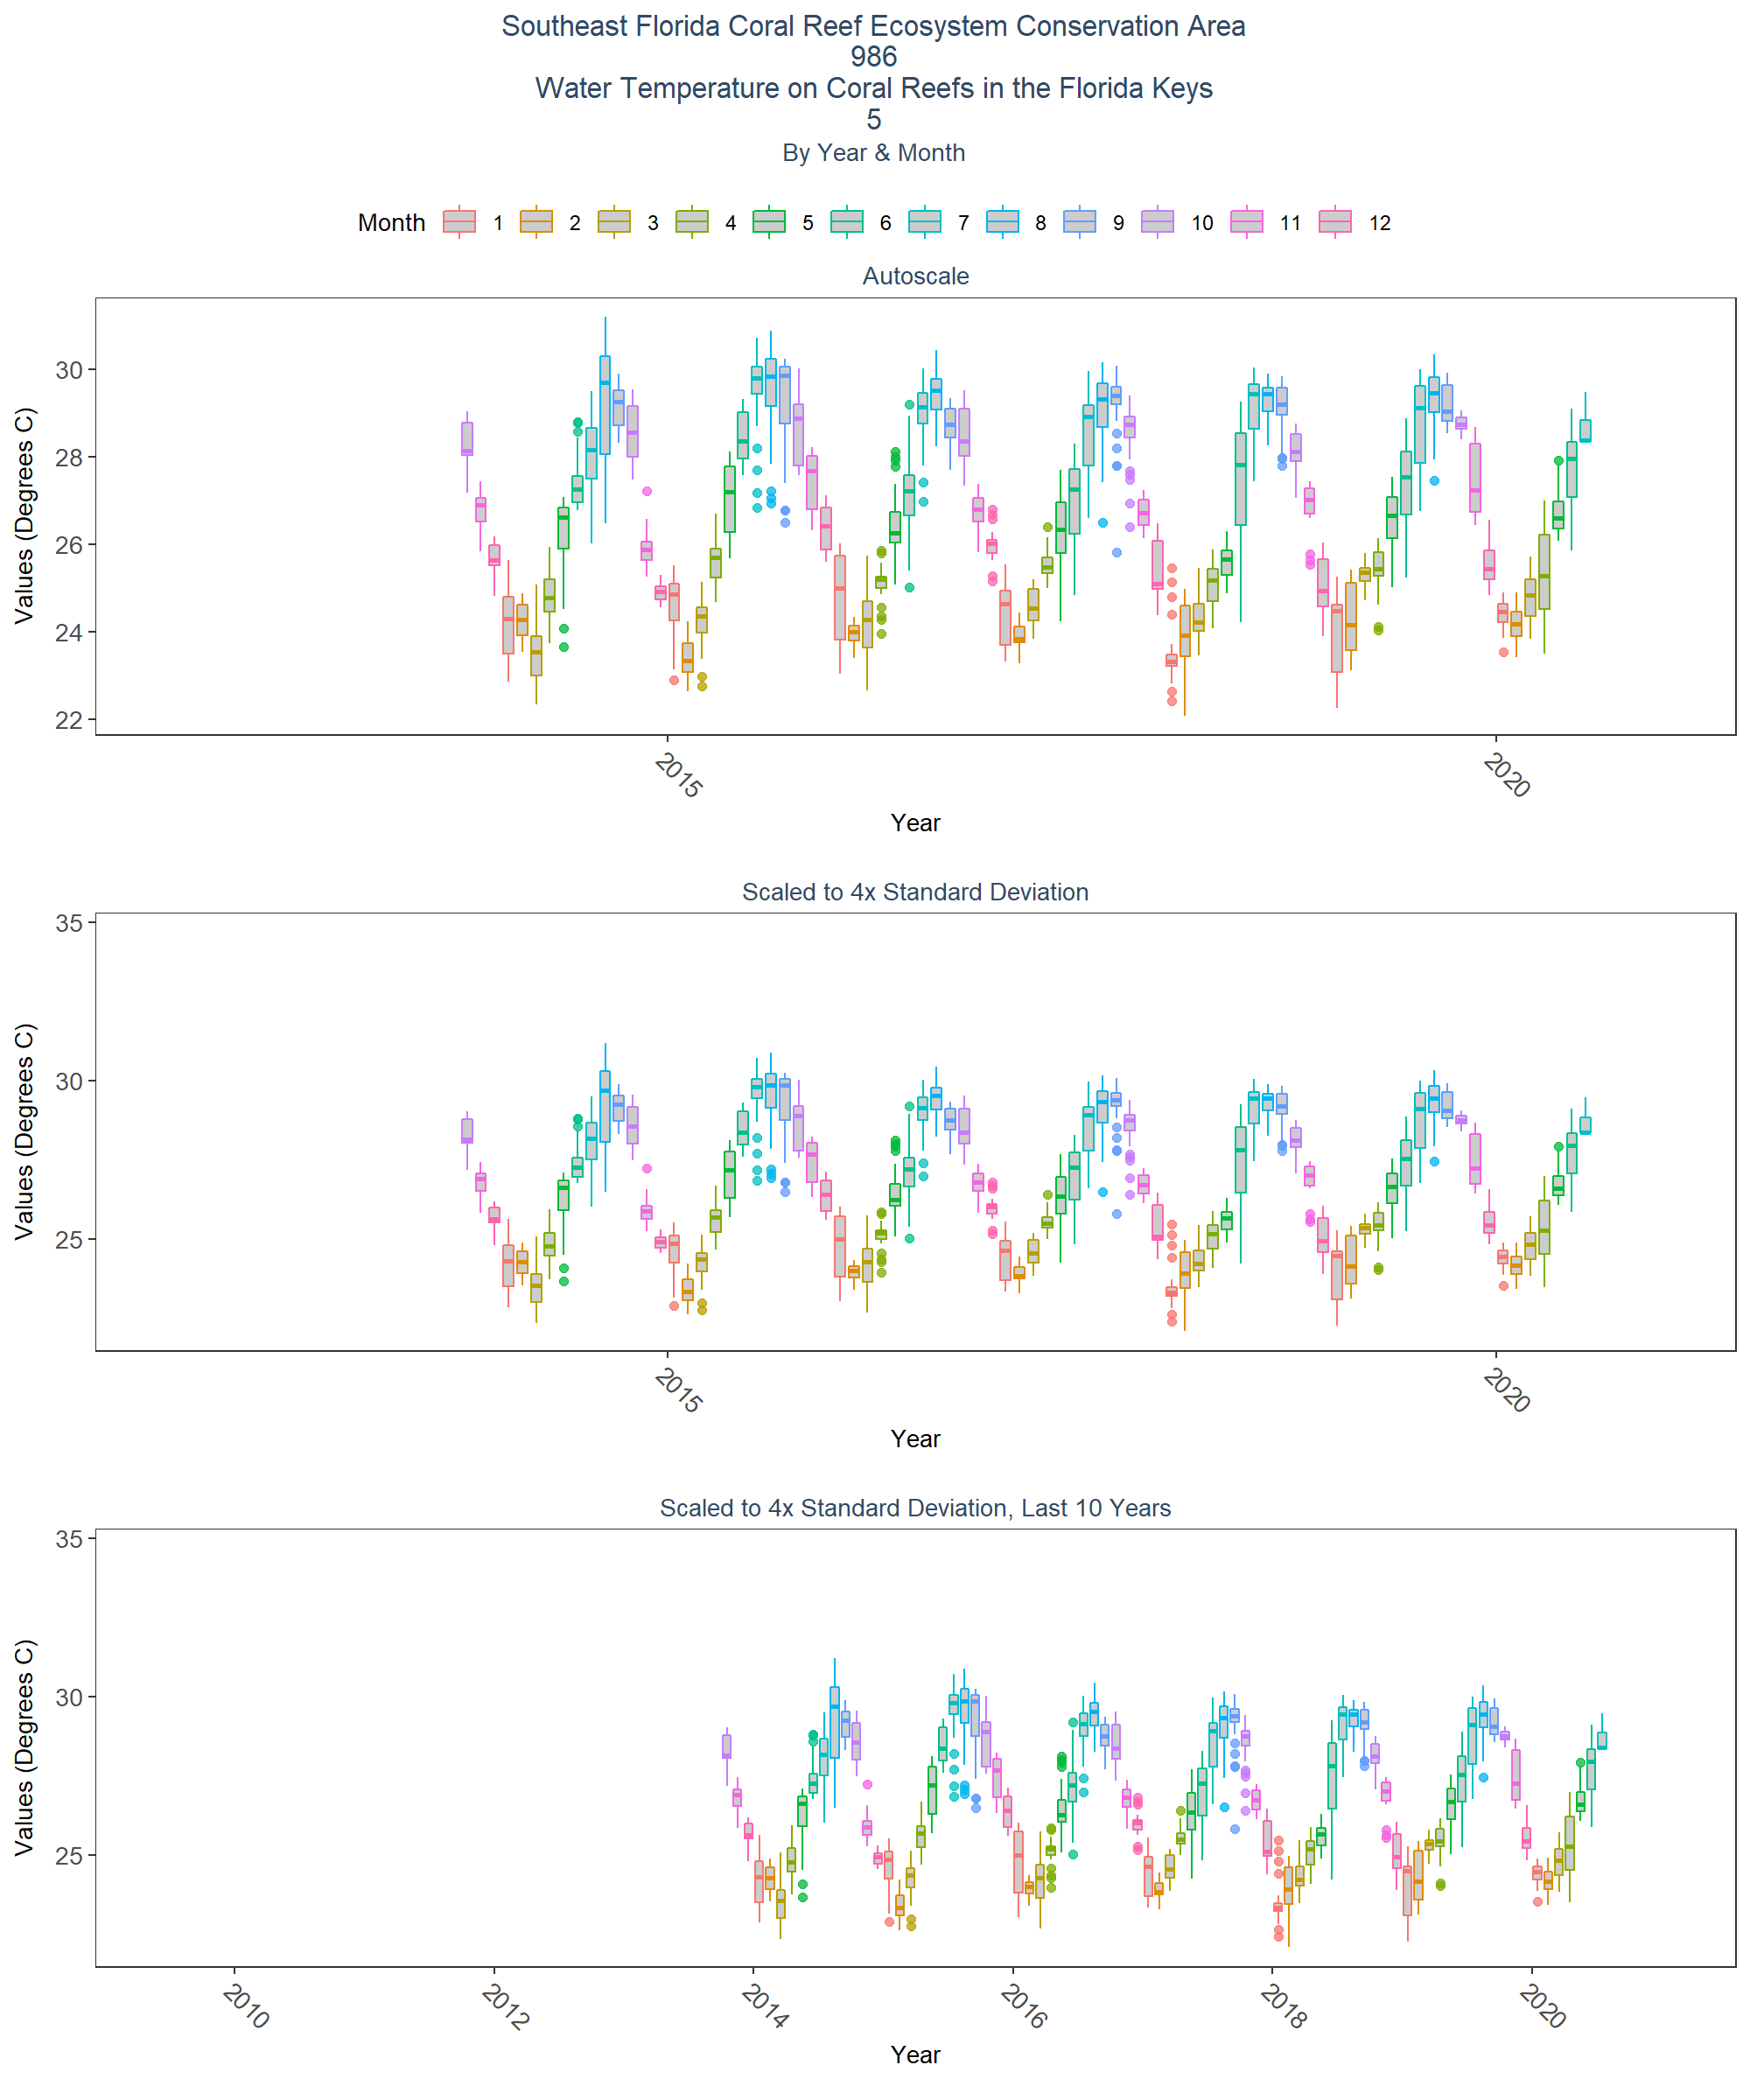 Southeast Florida Coral Reef Ecosystem Conservation Area
986
Water Temperature on Coral Reefs in the Florida Keys
5
By Year & Month
Month 1 2 3 4 5 6 7 8 9 10 11 12
Autoscale
Values (Degrees C)
30
28
26
24
22
2015 2020
Year
Scaled to 4x Standard Deviation
Values (Degrees C)
35
30
25
2015 2020
Year
Scaled to 4x Standard Deviation, Last 10 Years
Values (Degrees C)
35
30
25
2010 2012 2014 2016 2018 2020
Year